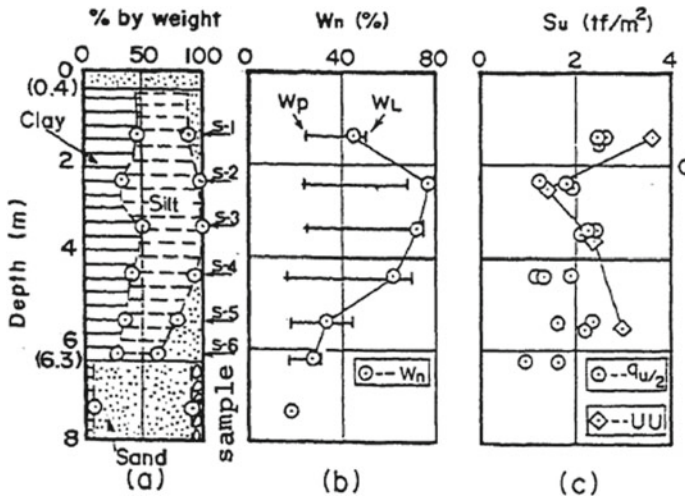 % by weight
Wn (%)
Su (tf/m²)
0 50 100
0 40 80
0 2 4
0
(0.4)
Clay
Wp
WL
S-1
2
S-2
Silt
S-3
Depth (m)
4
S-4
S-5
6
S-6
(6.3)
sample
⊙--Wn
⊙--qu/2
◇--UU
8
Sand
(a)
(b)
(c)